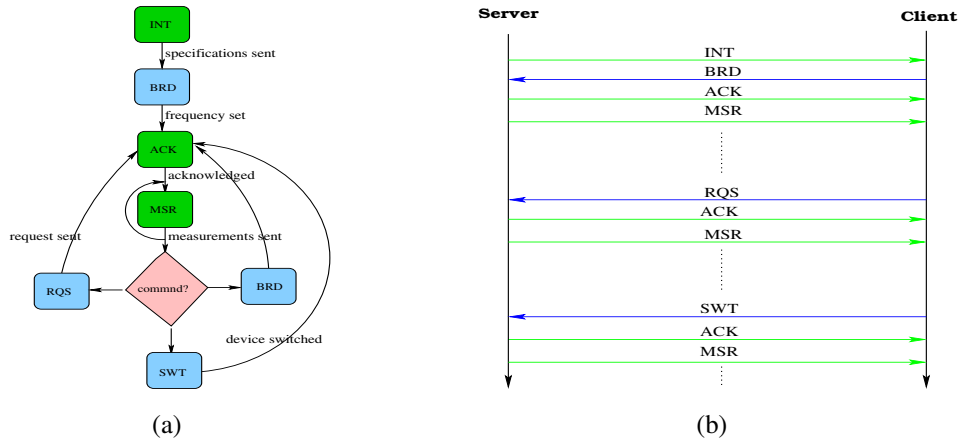 INT
specifications sent
BRD
frequency set
ACK
acknowledged
MSR
measurements sent
request sent
RQS
commnd?
BRD
device switched
SWT
(a)
Server
Client
INT
BRD
ACK
MSR
RQS
ACK
MSR
SWT
ACK
MSR
(b)